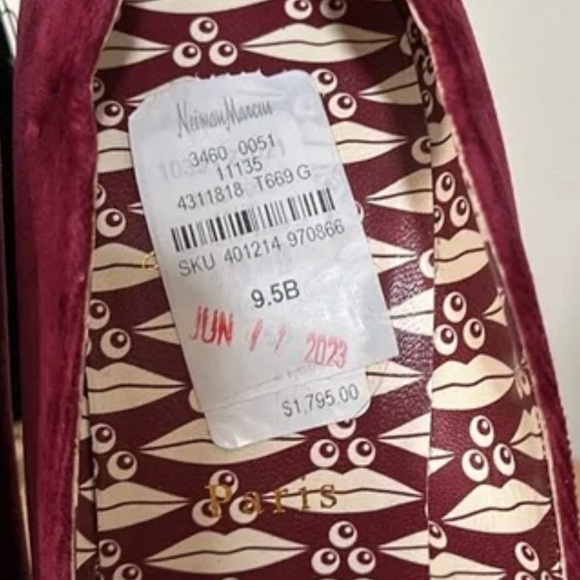 Neiman Marcus
3460 0051
11135
4311818 T669 G
SKU 401214 970866
9.5B
JUN 2023
$1,795.00
Paris